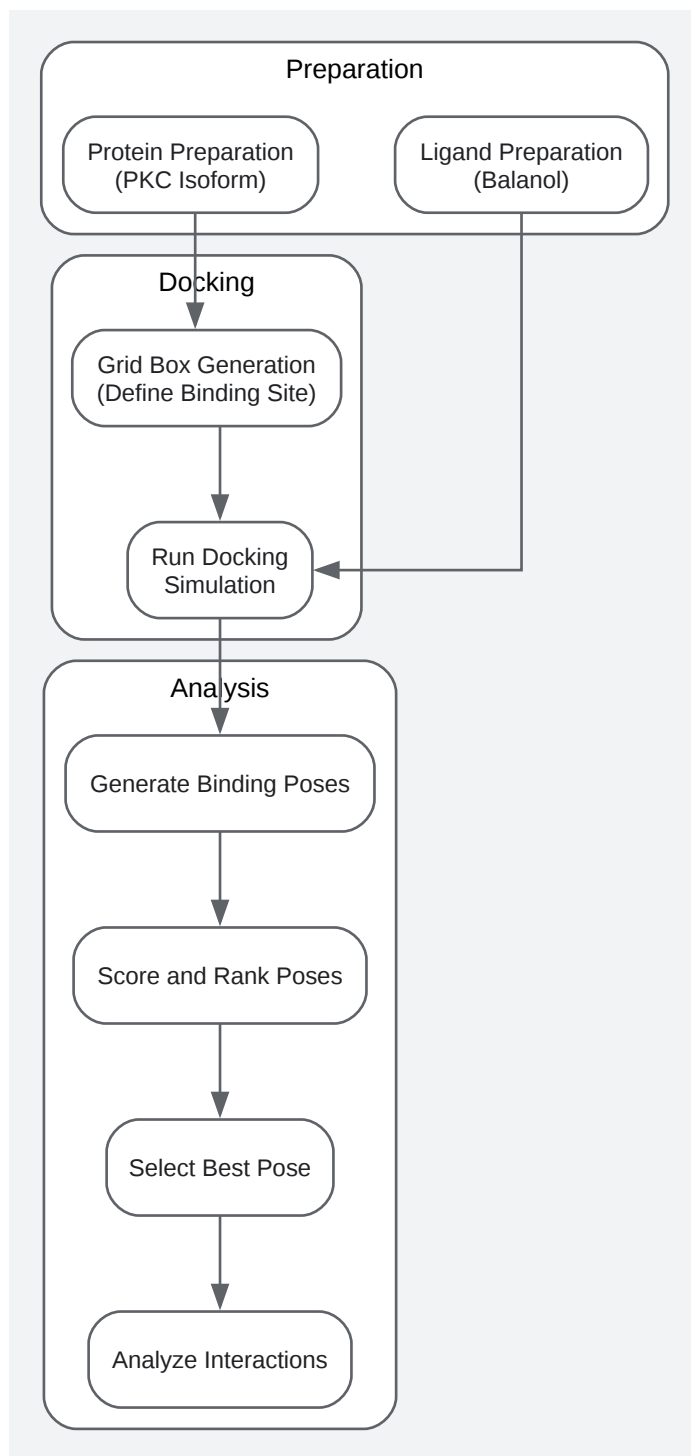 Preparation
Protein Preparation
(PKC Isoform)
Ligand Preparation
(Balanol)
Docking
Grid Box Generation
(Define Binding Site)
Run Docking
Simulation
Analysis
Generate Binding Poses
Score and Rank Poses
Select Best Pose
Analyze Interactions